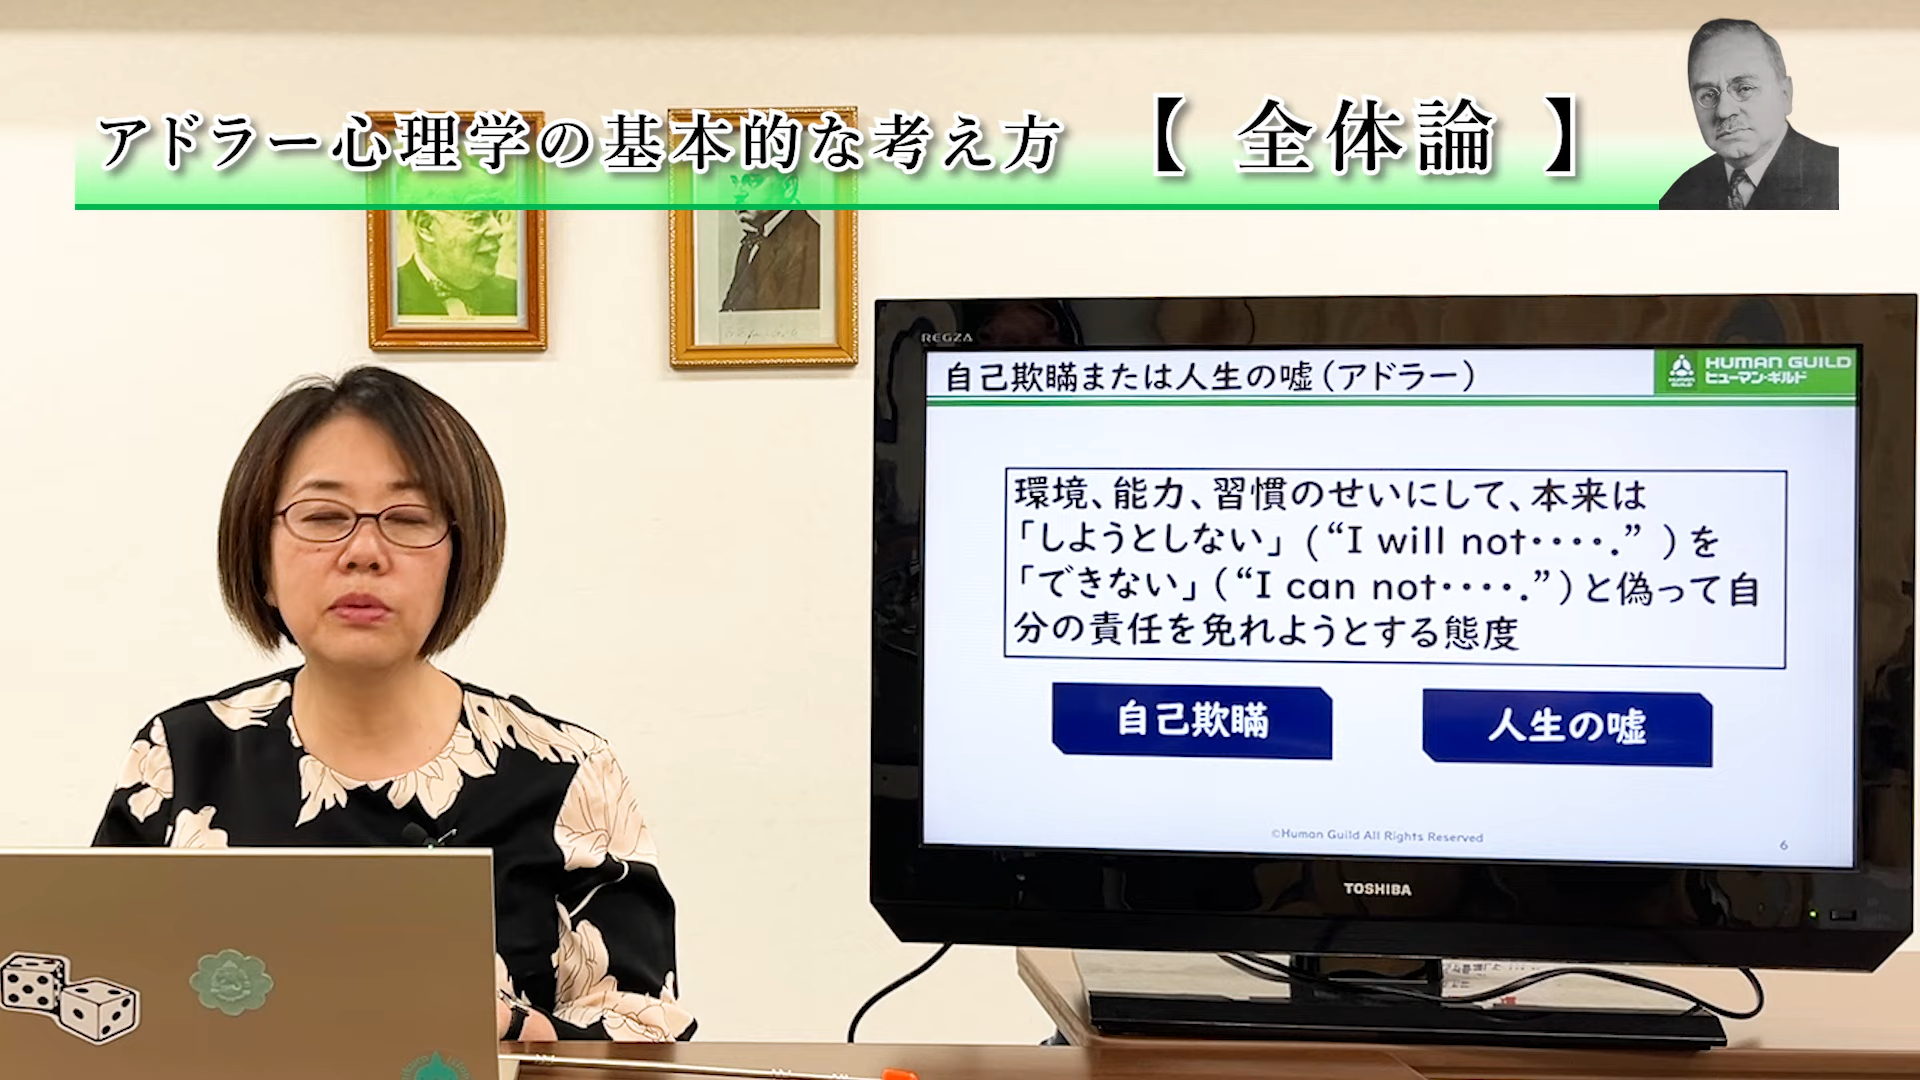 アドラー心理学の基本的な考え方 【 全体論 】
REGZA
自己欺瞞または人生の嘘(アドラー)
HUMAN GUILD
ヒューマン・ギルド
環境、能力、習慣のせいにして、本来は
「しようとしない」 (“I will not・・・・.” ) を
「できない」(“I can not・・・・.”)と偽って自
分の責任を免れようとする態度
自己欺瞞
人生の嘘
©Human Guild All Rights Reserved
6
TOSHIBA